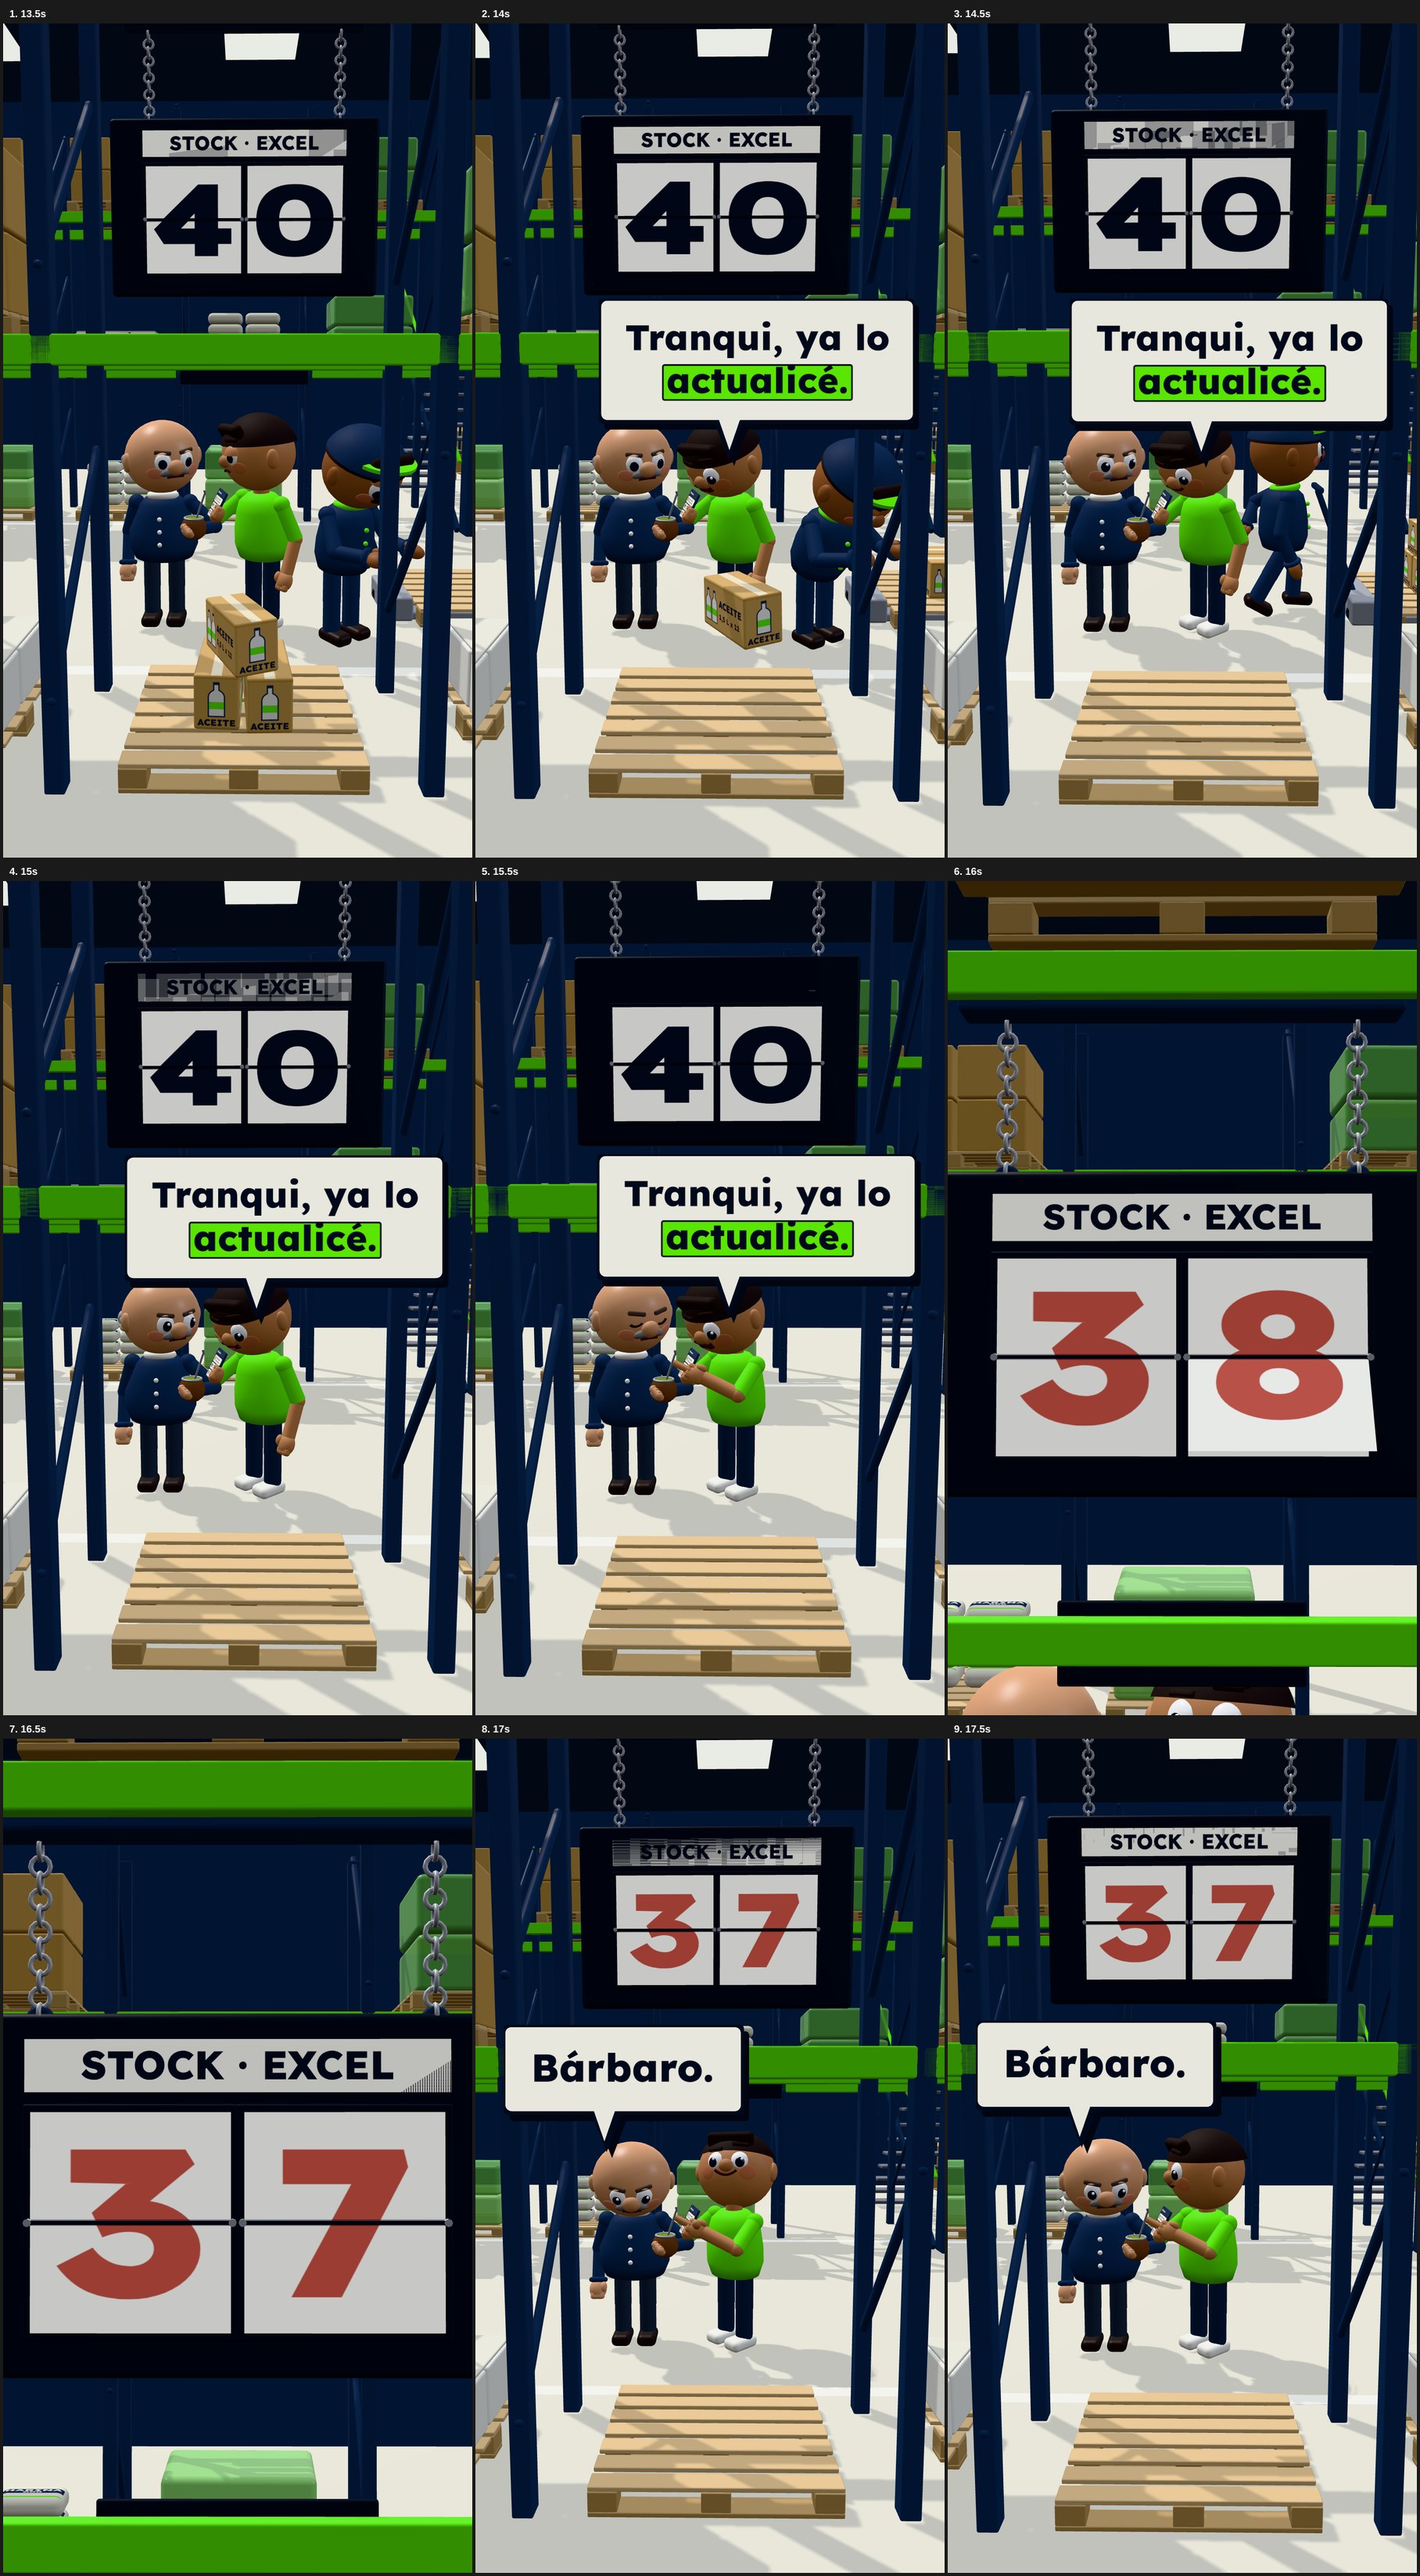 1. 13.5s
STOCK · EXCEL
40
ACEITE
ACEITE
ACEITE
ACEITE
2. 14s
STOCK · EXCEL
40
Tranqui, ya lo
actualicé.
ACEITE
ACEITE
3. 14.5s
STOCK · EXCEL
40
Tranqui, ya lo
actualicé.
4. 15s
STOCK · EXCEL
40
Tranqui, ya lo
actualicé.
5. 15.5s
40
Tranqui, ya lo
actualicé.
6. 16s
STOCK · EXCEL
38
7. 16.5s
STOCK · EXCEL
37
8. 17s
STOCK · EXCEL
37
Bárbaro.
9. 17.5s
STOCK · EXCEL
37
Bárbaro.